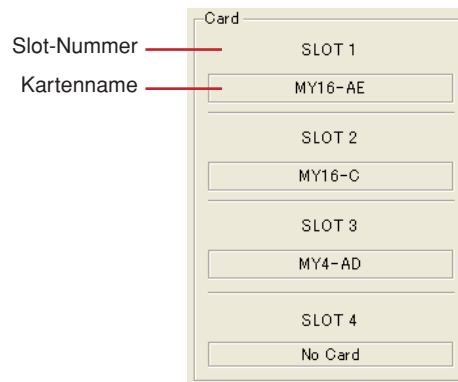 Card
Slot-Nummer
SLOT 1
Kartenname
MY16-AE
SLOT 2
MY16-C
SLOT 3
MY4-AD
SLOT 4
No Card